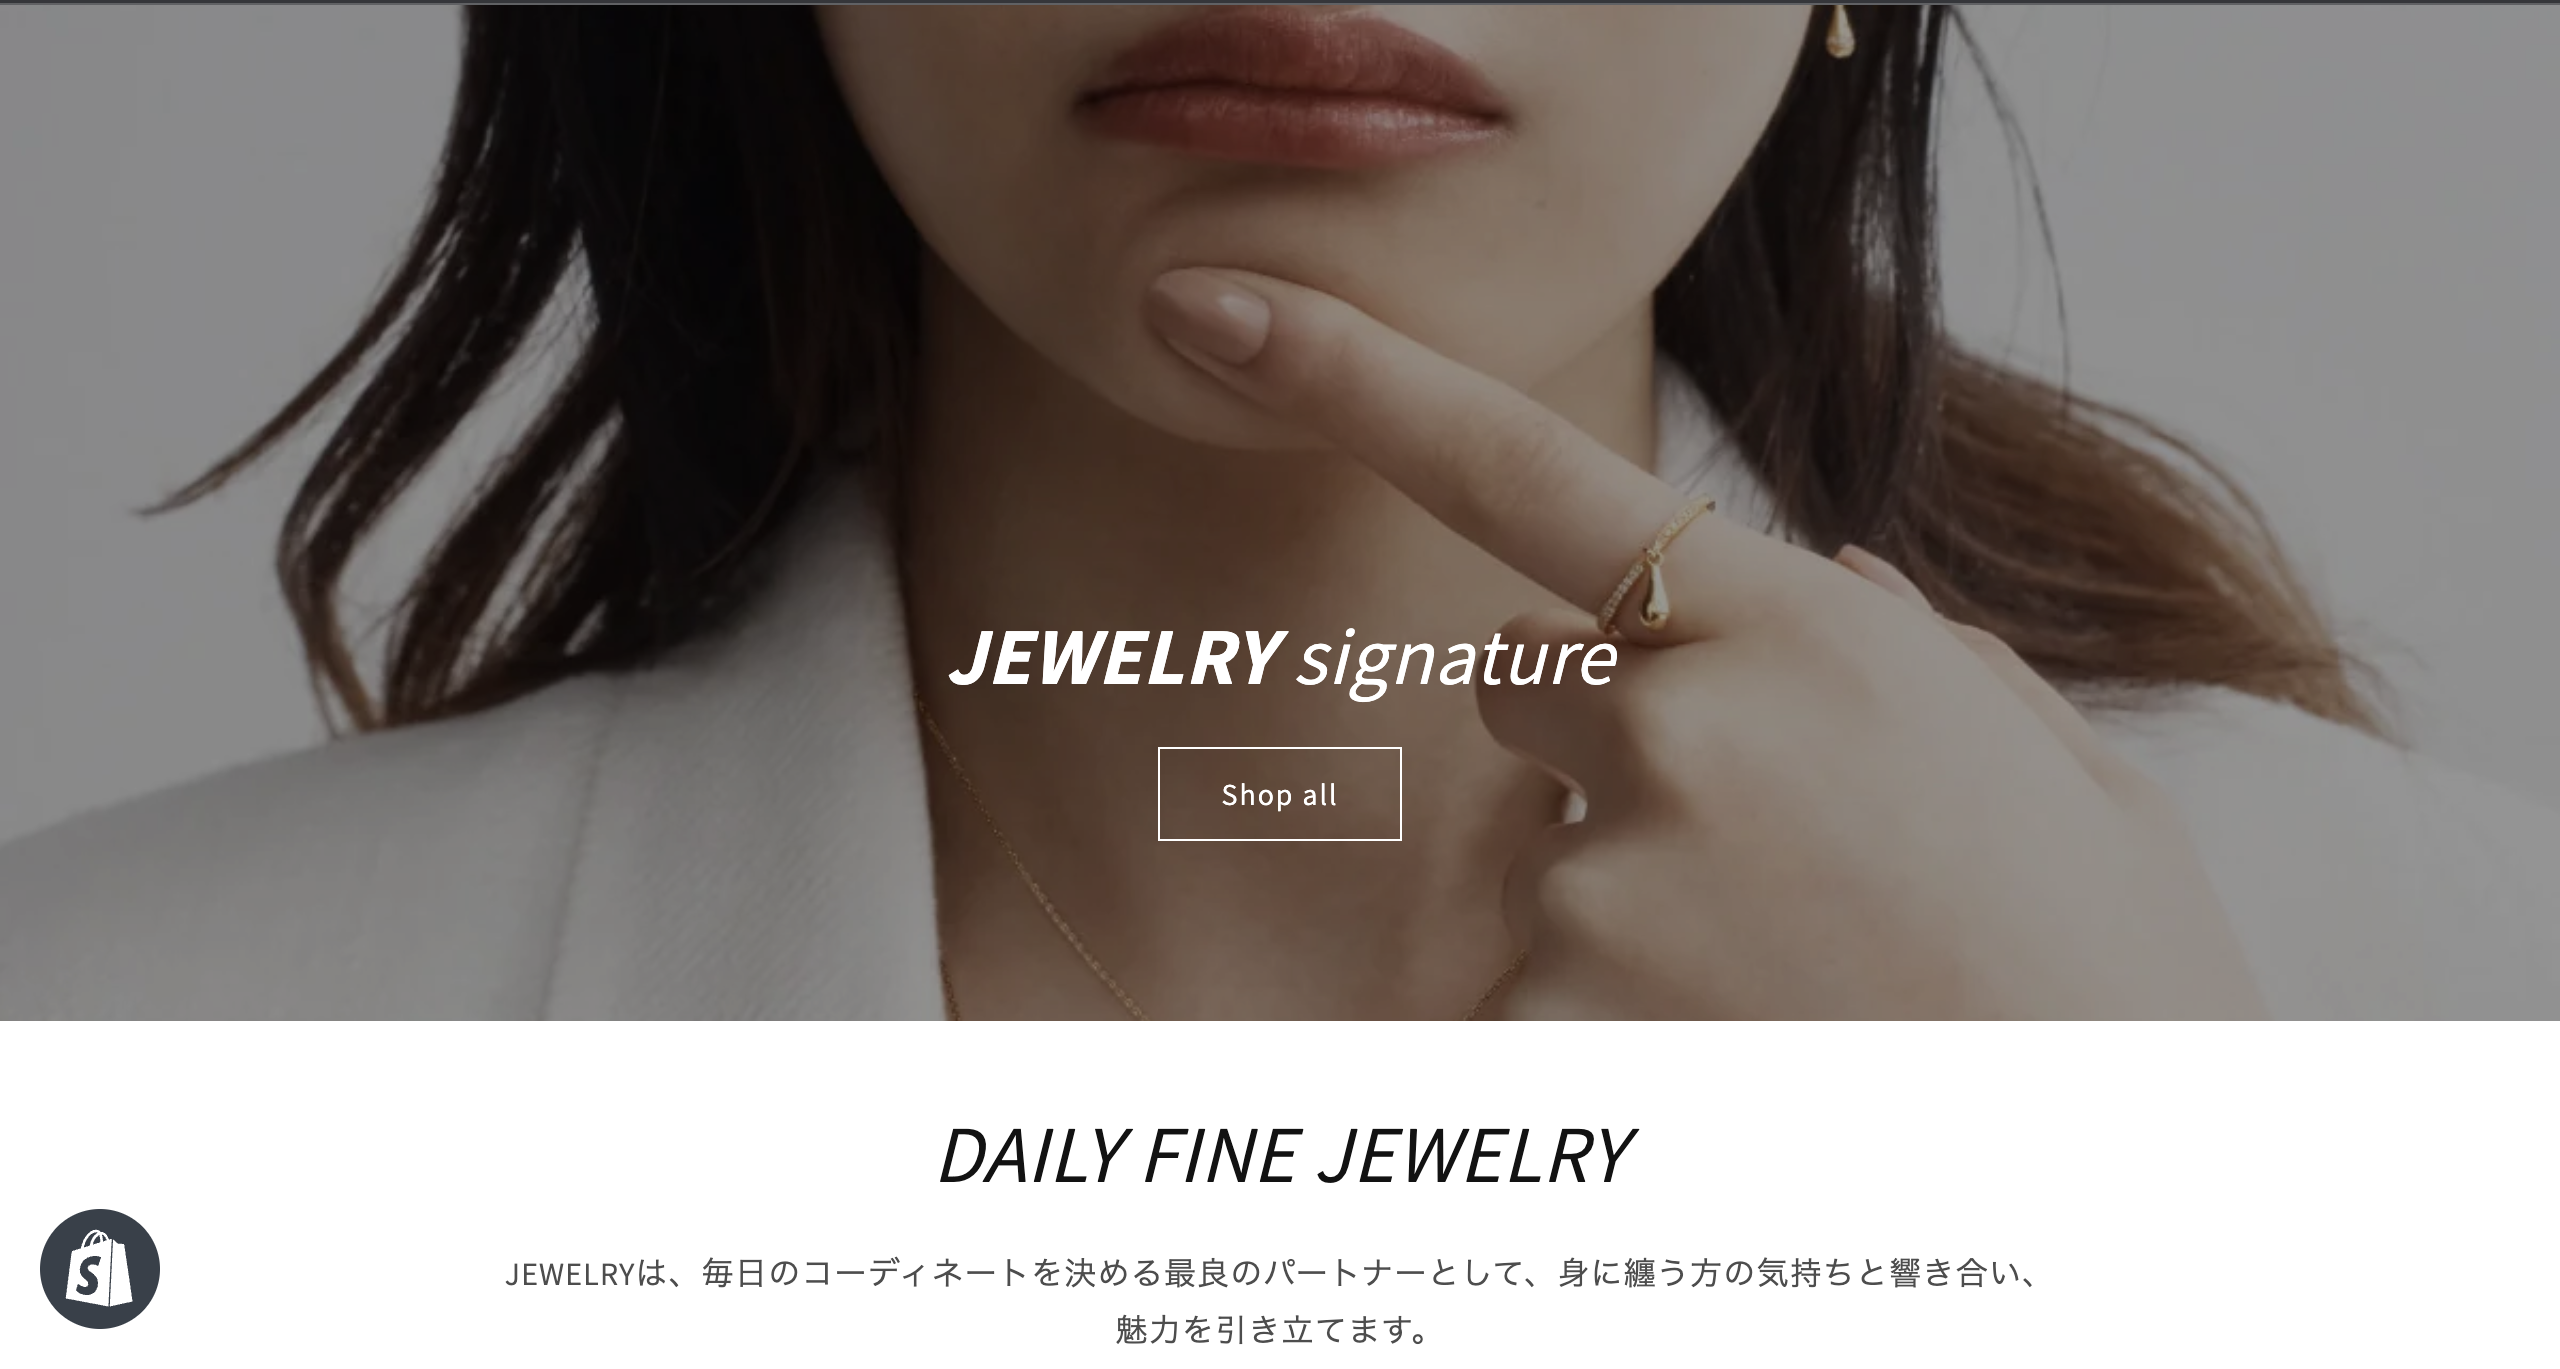 JEWELRY signature
Shop all
DAILY FINE JEWELRY
JEWELRYは、毎日のコーディネートを決める最良のパートナーとして、身に纏う方の気持ちと響き合い、
魅力を引き立てます。